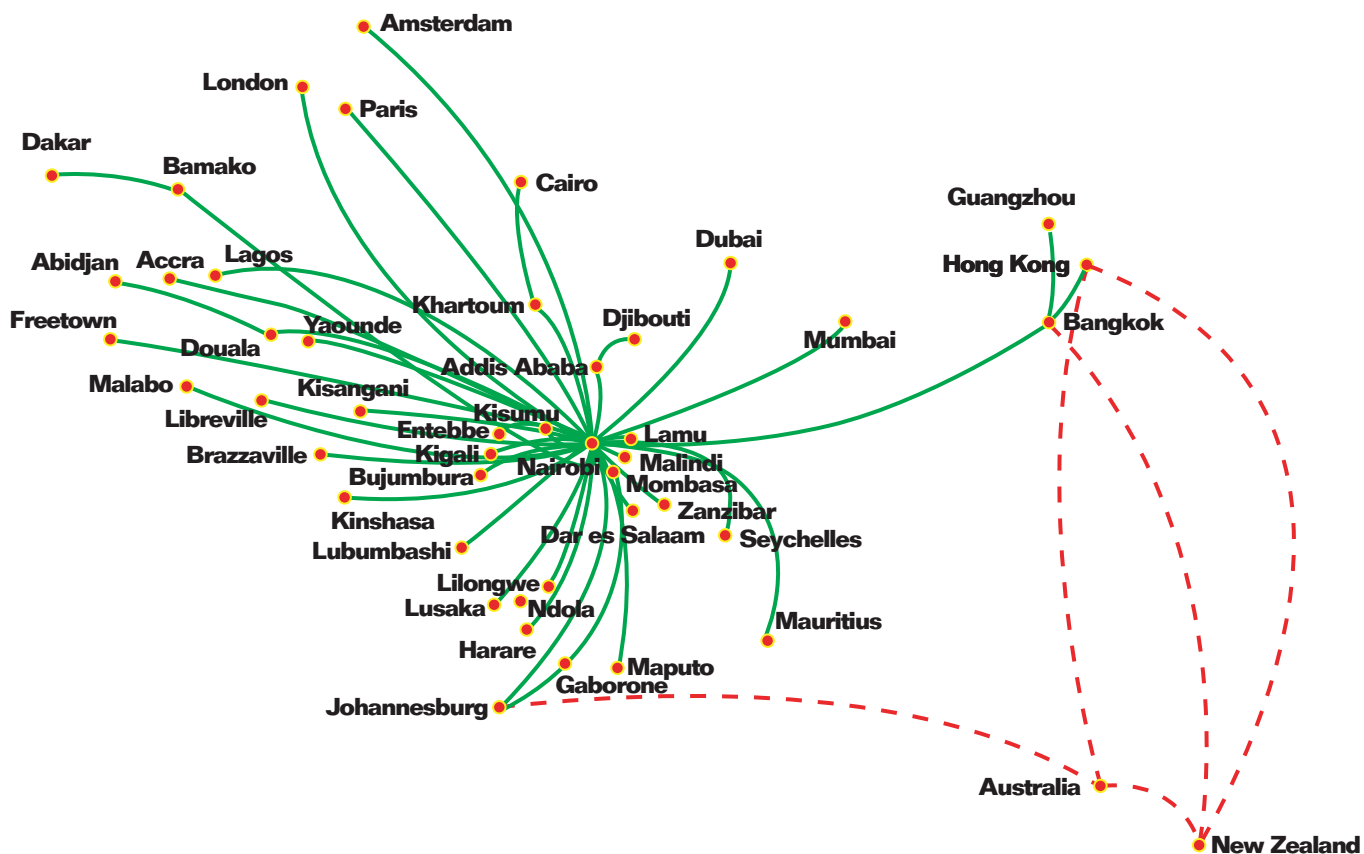 Amsterdam
London
Paris
Dakar
Bamako
Cairo
Guangzhou
Dubai
Abidjan
Accra
Lagos
Hong Kong
Khartoum
Djibouti
Freetown
Yaounde
Bangkok
Douala
Mumbai
Addis Ababa
Malabo
Kisangani
Libreville
Kisumu
Entebbe
Lamu
Brazzaville
Kigali
Nairobi
Malindi
Bujumbura
Mombasa
Kinshasa
Zanzibar
Dar es Salaam
Seychelles
Lubumbashi
Lilongwe
Lusaka
Ndola
Mauritius
Harare
Maputo
Gaborone
Johannesburg
Australia
New Zealand